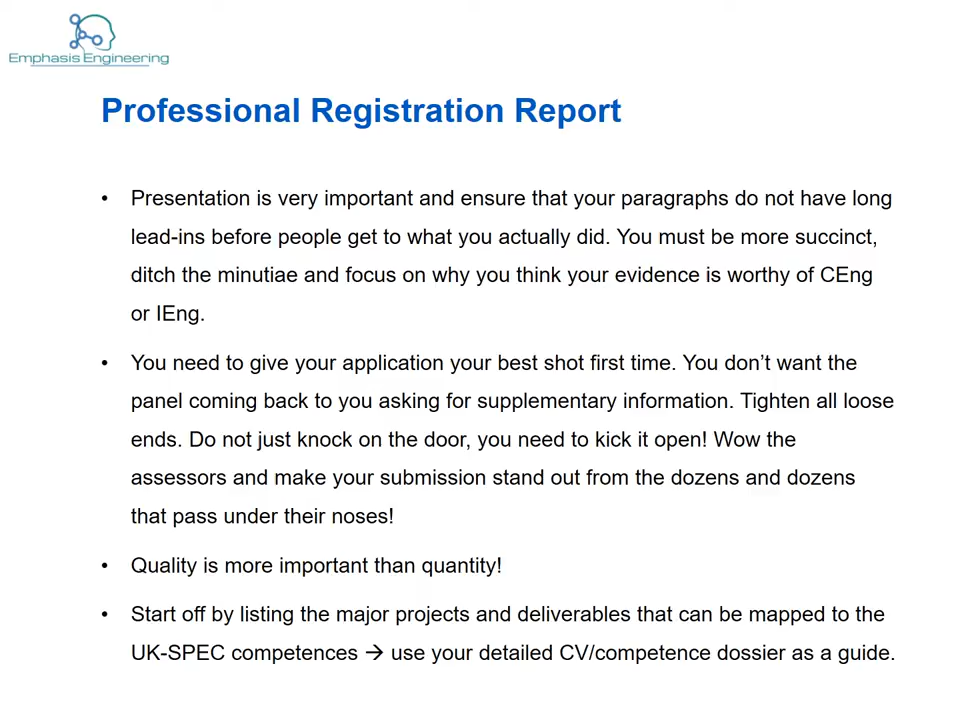 Emphasis Engineering
Professional Registration Report
• Presentation is very important and ensure that your paragraphs do not have long
lead-ins before people get to what you actually did. You must be more succinct,
ditch the minutiae and focus on why you think your evidence is worthy of CEng
or IEng.
• You need to give your application your best shot first time. You don’t want the
panel coming back to you asking for supplementary information. Tighten all loose
ends. Do not just knock on the door, you need to kick it open! Wow the
assessors and make your submission stand out from the dozens and dozens
that pass under their noses!
• Quality is more important than quantity!
• Start off by listing the major projects and deliverables that can be mapped to the
UK-SPEC competences → use your detailed CV/competence dossier as a guide.